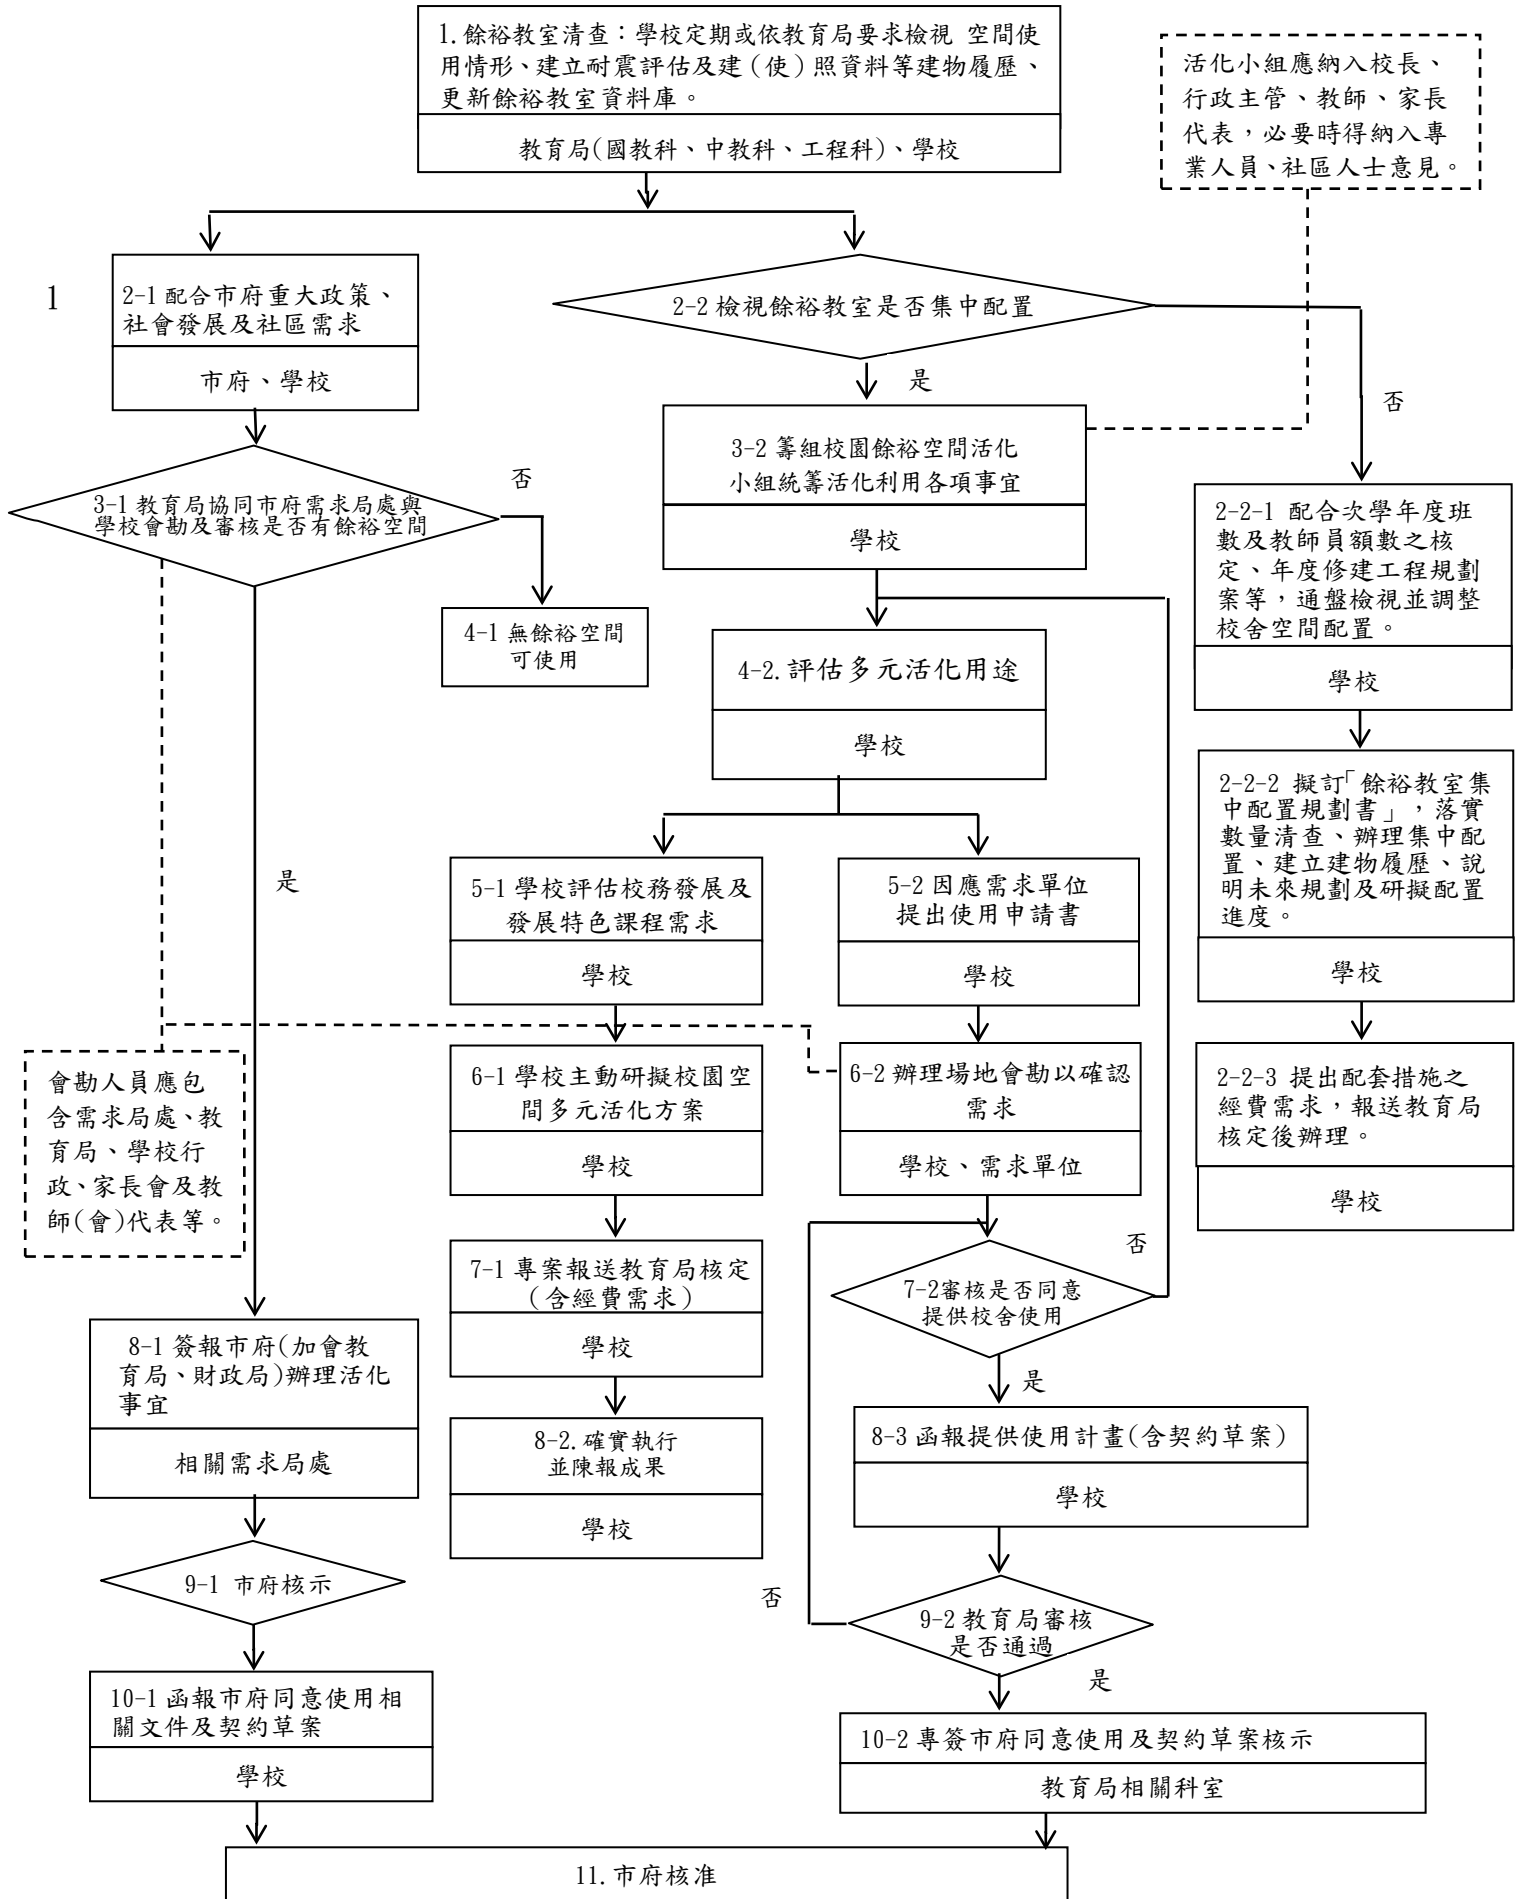 1.餘裕教室清查：學校定期或依教育局要求檢視 空間使
用情形、建立耐震評估及建(使)照資料等建物履歷、
更新餘裕教室資料庫。
教育局(國教科、中教科、工程科)、學校
活化小組應納入校長、
行政主管、教師、家長
代表，必要時得納入專
業人員、社區人士意見。
1
2-1 配合市府重大政策、
社會發展及社區需求
市府、學校
2-2 檢視餘裕教室是否集中配置
是
否
3-1 教育局協同市府需求局處與
學校會勘及審核是否有餘裕空間
否
是
4-1 無餘裕空間
可使用
3-2 籌組校園餘裕空間活化
小組統籌活化利用各項事宜
學校
2-2-1 配合次學年度班
數及教師員額數之核
定、年度修建工程規劃
案等，通盤檢視並調整
校舍空間配置。
學校
4-2.評估多元活化用途
學校
2-2-2 擬訂「餘裕教室集
中配置規劃書」，落實
數量清查、辦理集中配
置、建立建物履歷、說
明未來規劃及研擬配置
進度。
學校
5-1 學校評估校務發展及
發展特色課程需求
學校
5-2 因應需求單位
提出使用申請書
學校
會勘人員應包
含需求局處、教
育局、學校行
政、家長會及教
師(會)代表等。
6-1 學校主動研擬校園空
間多元活化方案
學校
6-2 辦理場地會勘以確認
需求
學校、需求單位
2-2-3 提出配套措施之
經費需求，報送教育局
核定後辦理。
學校
7-1 專案報送教育局核定
(含經費需求)
學校
7-2審核是否同意
提供校舍使用
否
是
8-1 簽報市府(加會教
育局、財政局)辦理活化
事宜
相關需求局處
8-2.確實執行
並陳報成果
學校
8-3 函報提供使用計畫(含契約草案)
學校
9-1 市府核示
9-2 教育局審核
是否通過
否
是
10-1 函報市府同意使用相
關文件及契約草案
學校
10-2 專簽市府同意使用及契約草案核示
教育局相關科室
11.市府核准